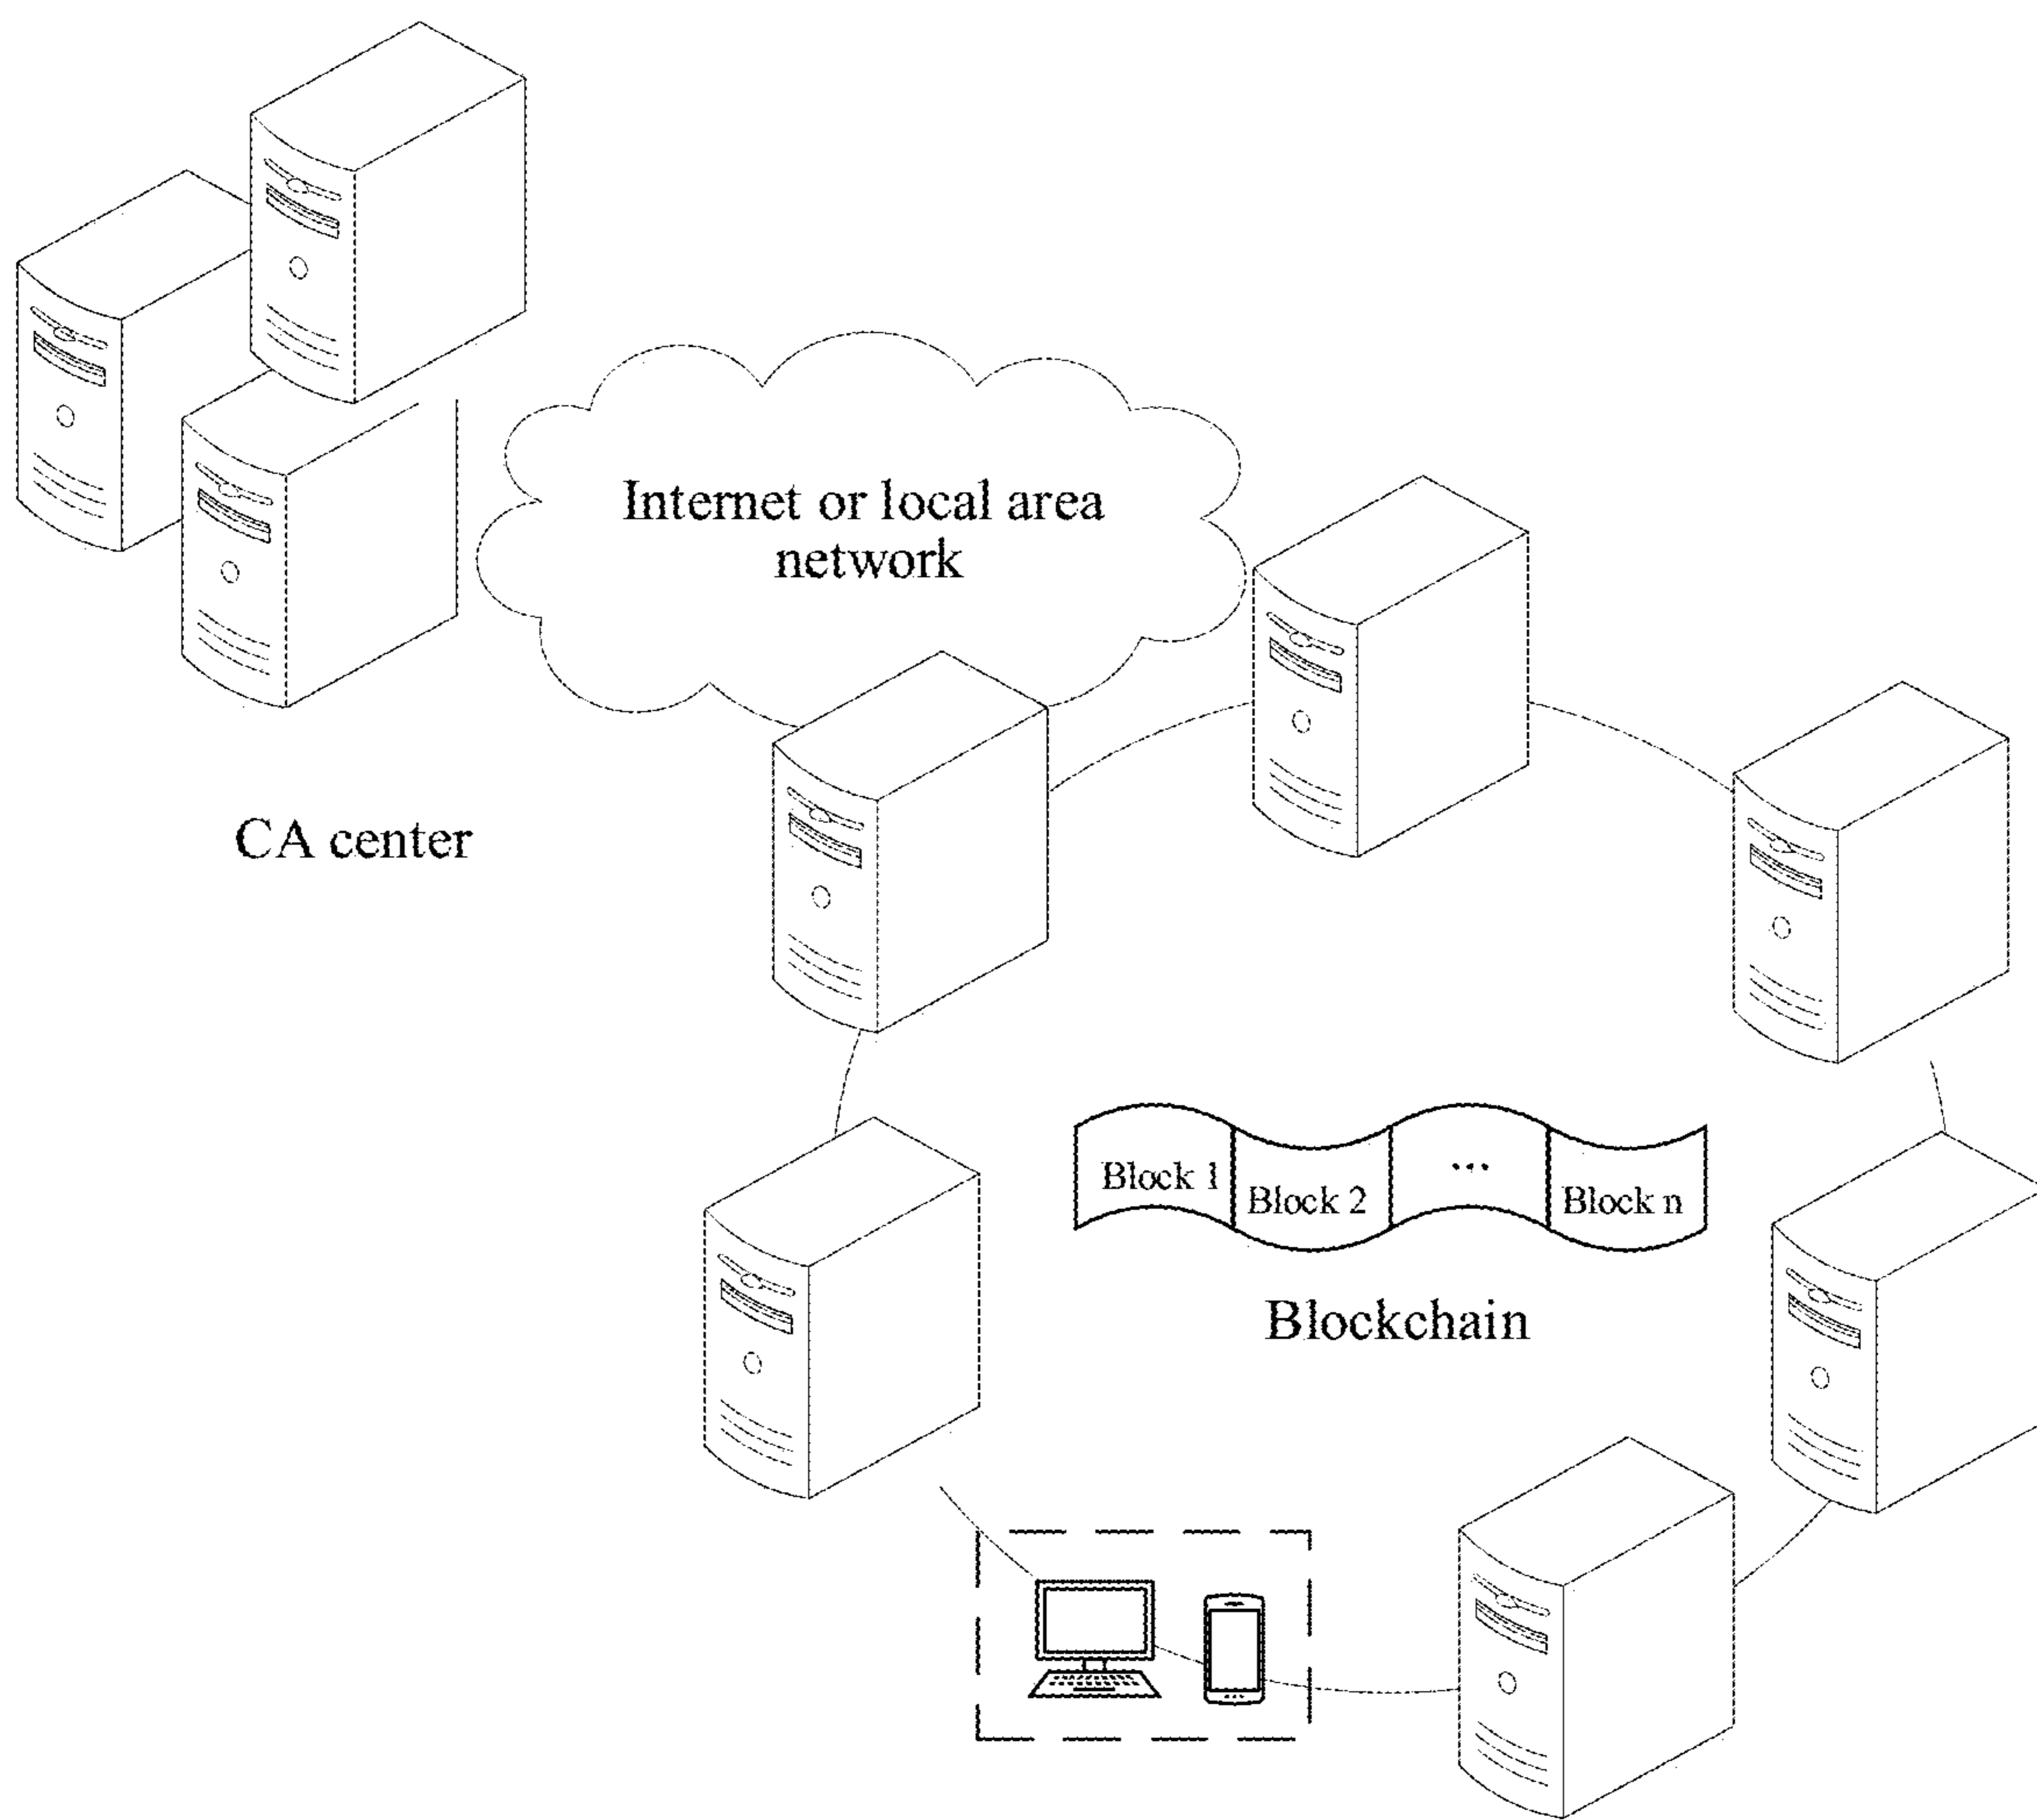 Internet or local area
network
CA center
Block 1
Block 2
...
Block n
Blockchain